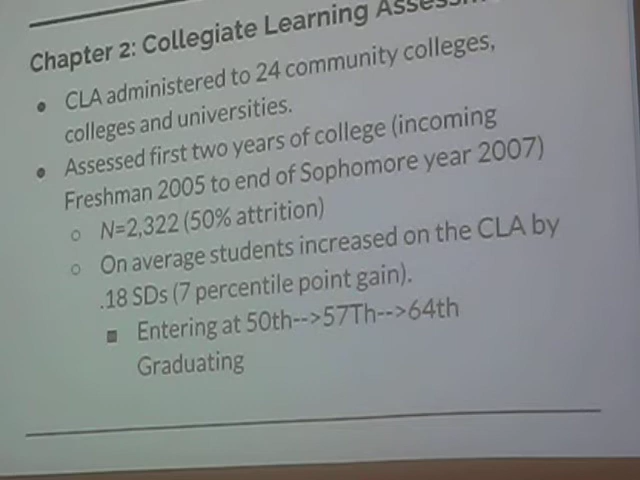 Chapter 2: Collegiate Learning
• CLA administered to 24 community colleges,
colleges and universities.
• Assessed first two years of college (incoming
Freshman 2005 to end of Sophomore year 2007)
○ N=2,322 (50% attrition)
○ On average students increased on the CLA by
.18 SDs (7 percentile point gain).
■ Entering at 50th-->57Th-->64th
Graduating